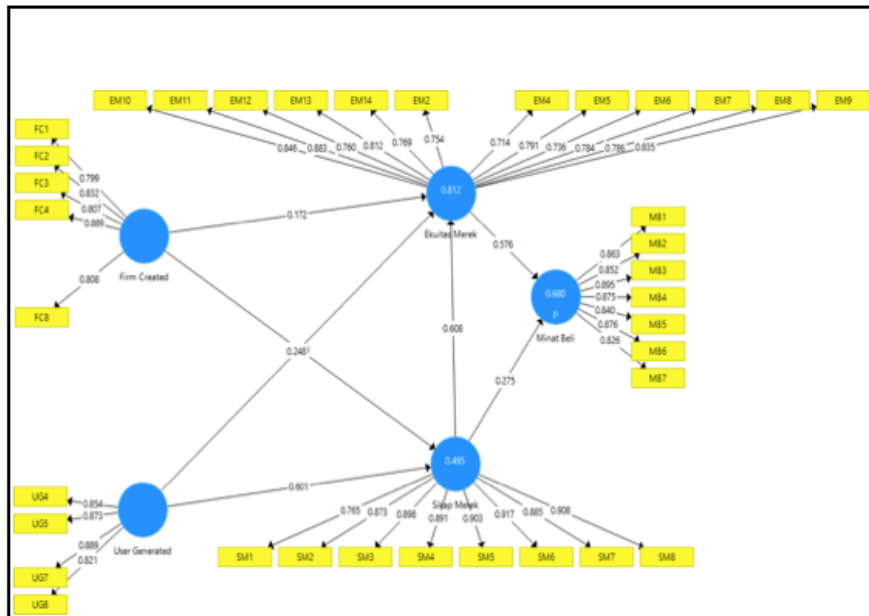 EM10 EM11 EM12 EM13 EM14 EM2 EM4 EM5 EM6 EM7 EM8 EM9
0.846 0.883 0.760 0.812 0.769 0.754 0.714 0.791 0.736 0.784 0.786 0.835
FC1
FC2
FC3
FC4
FC8
0.799
0.832
0.807
0.889
0.808
Firm Created
0.172
0.812
Ekuitas Merek
0.576
0.608
0.248
MB1
MB2
MB3
MB4
MB5
MB6
MB7
0.863
0.852
0.895
0.875
0.840
0.876
0.826
0.680
P
Minat Beli
0.275
0.495
Sikap Merek
0.601
UG4
UG5
UG7
UG8
0.854
0.873
0.889
0.821
User Generated
0.765 0.873 0.898 0.891 0.903 0.917 0.885 0.908
SM1 SM2 SM3 SM4 SM5 SM6 SM7 SM8